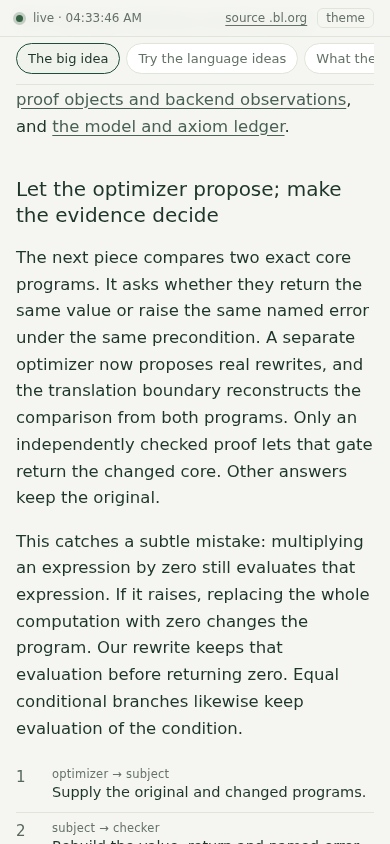 live · 04:33:46 AM
source .bl.org
theme
The big idea
Try the language ideas
What the
proof objects and backend observations,
and the model and axiom ledger.
Let the optimizer propose; make
the evidence decide
The next piece compares two exact core
programs. It asks whether they return the
same value or raise the same named error
under the same precondition. A separate
optimizer now proposes real rewrites, and
the translation boundary reconstructs the
comparison from both programs. Only an
independently checked proof lets that gate
return the changed core. Other answers
keep the original.
This catches a subtle mistake: multiplying
an expression by zero still evaluates that
expression. If it raises, replacing the whole
computation with zero changes the
program. Our rewrite keeps that
evaluation before returning zero. Equal
conditional branches likewise keep
evaluation of the condition.
1
optimizer → subject
Supply the original and changed programs.
2
subject → checker
Rebuild the value, return and named error